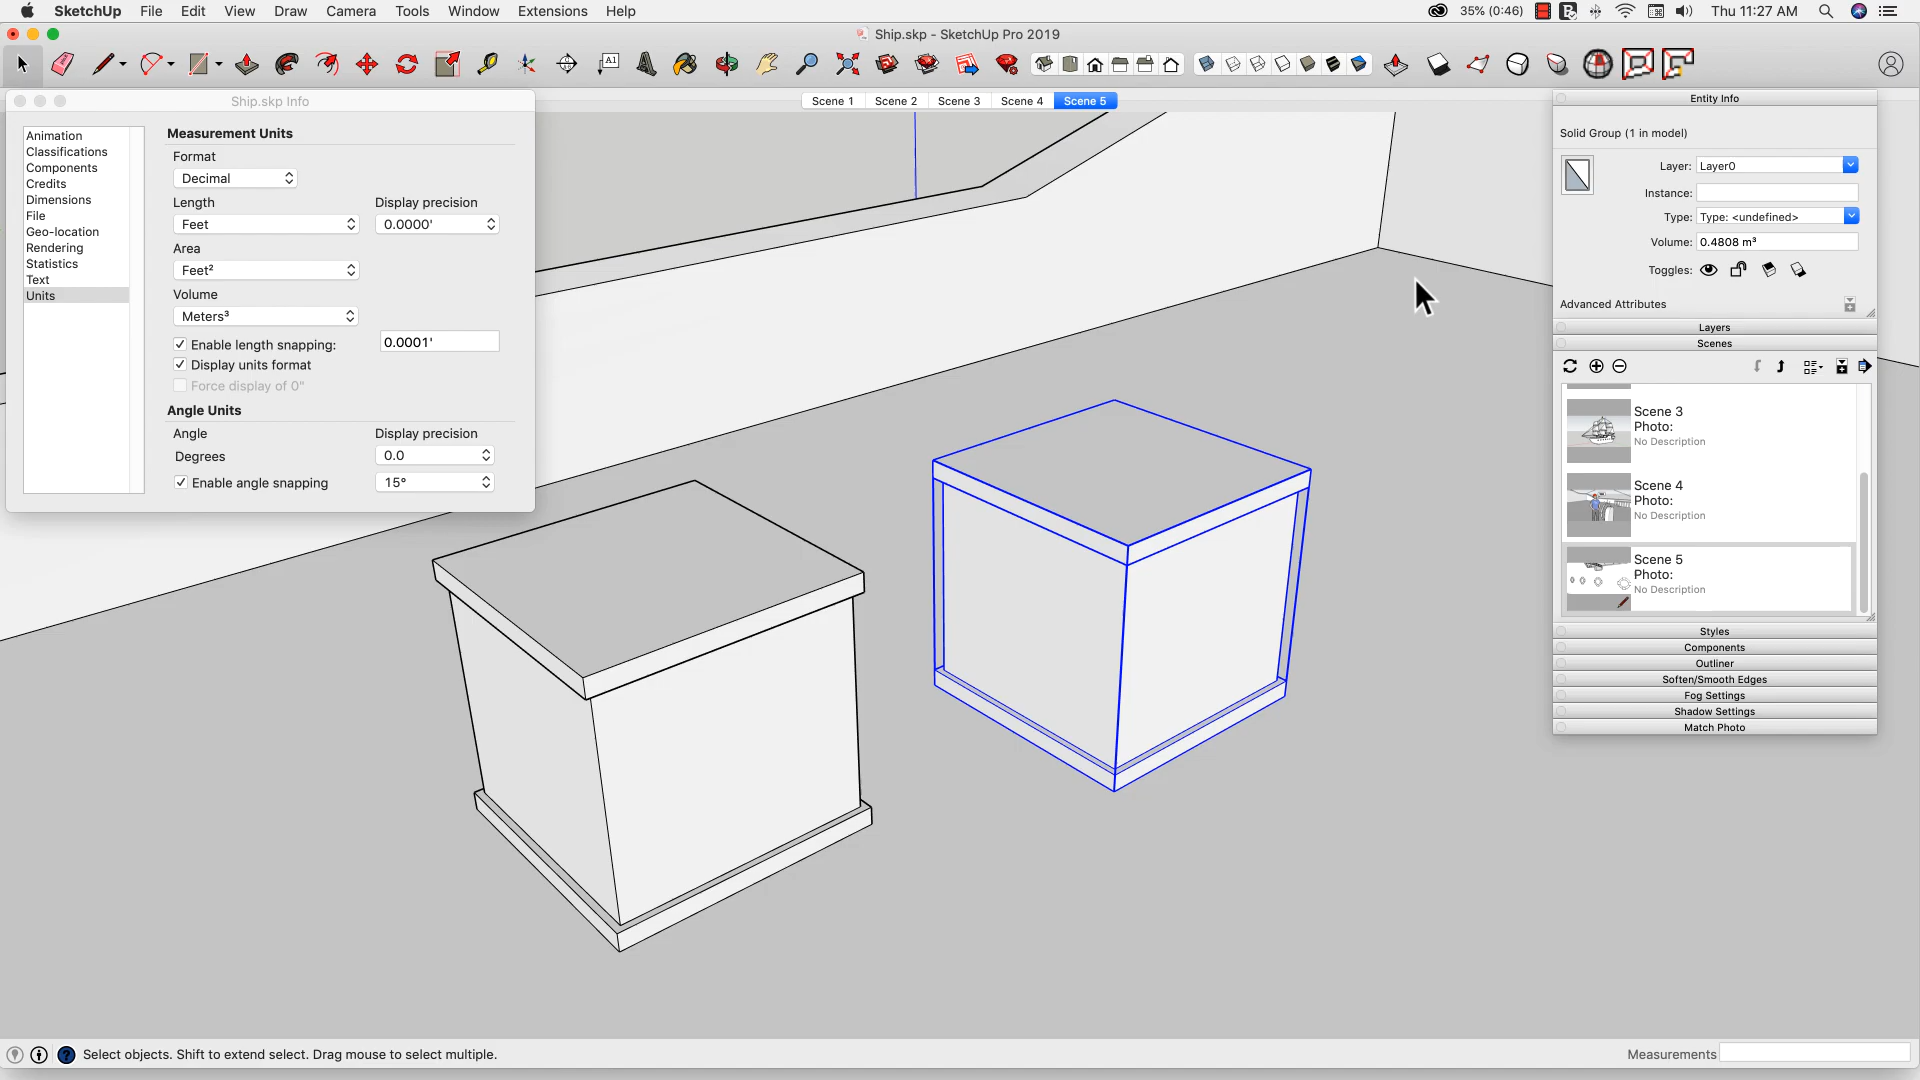 SketchUp File Edit View Draw Camera Tools Window Extensions Help 35% (0:46) Thu 11:27 AM
Ship.skp - SketchUp Pro 2019
A1
Ship.skp Info
Scene 1 Scene 2 Scene 3 Scene 4 Scene 5
Animation
Classifications
Components
Credits
Dimensions
File
Geo-location
Rendering
Statistics
Text
Units
Measurement Units
Format
Decimal
Length Display precision
Feet 0.0000'
Area
Feet²
Volume
Meters³
Enable length snapping: 0.0001'
Display units format
Force display of 0"
Angle Units
Angle Display precision
Degrees 0.0
Enable angle snapping 15°
Entity Info
Solid Group (1 in model)
Layer: Layer0
Instance:
Type: Type: <undefined>
Volume: 0.4808 m³
Toggles:
Advanced Attributes
Layers
Scenes
Scene 3
Photo:
No Description
Scene 4
Photo:
No Description
Scene 5
Photo:
No Description
Styles
Components
Outliner
Soften/Smooth Edges
Fog Settings
Shadow Settings
Match Photo
Select objects. Shift to extend select. Drag mouse to select multiple.
Measurements